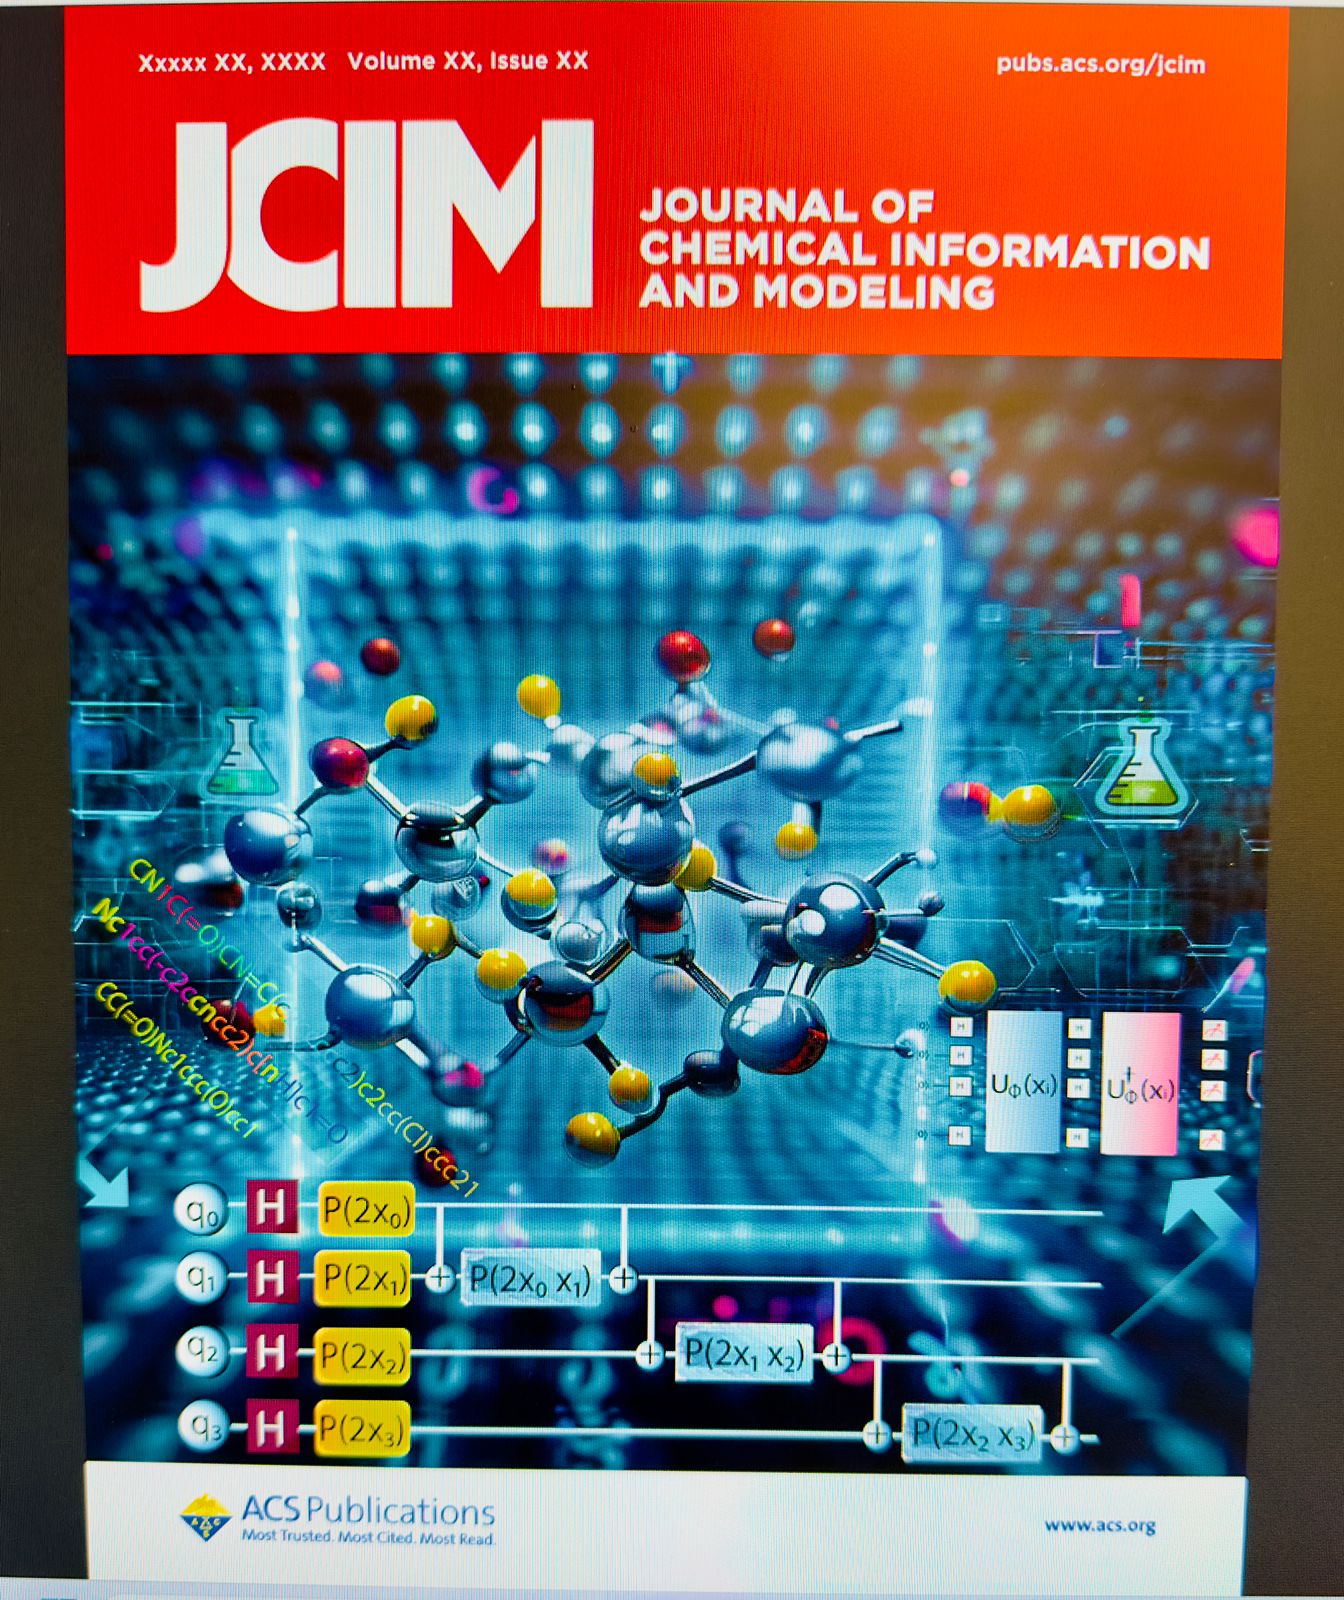 Xxxxx XX, XXXX Volume XX, Issue XX
pubs.acs.org/jcim
JCIM
JOURNAL OF
CHEMICAL INFORMATION
AND MODELING
CN1C(=O)CN=C(c
c2)c2cc(Cl)ccc21
Nc1cc(-c2ccncc2)c[nH]c1=O
CC(=O)Nc1ccc(O)cc1
H H
H H
H H
H H
U_Φ(xᵢ) U†_Φ(xᵢ)
q₀ H P(2x₀)
q₁ H P(2x₁) + P(2x₀ x₁) +
q₂ H P(2x₂) + P(2x₁ x₂) +
q₃ H P(2x₃) + P(2x₂ x₃) +
ACS Publications
Most Trusted. Most Cited. Most Read.
www.acs.org